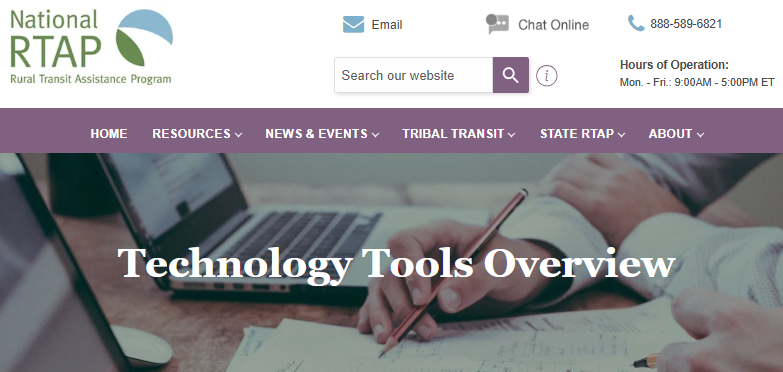 National
RTAP
Rural Transit Assistance Program
Email
Chat Online
888-589-6821
Search our website
i
Hours of Operation:
Mon. - Fri.: 9:00AM - 5:00PM ET
HOME RESOURCES NEWS & EVENTS TRIBAL TRANSIT STATE RTAP ABOUT
Technology Tools Overview